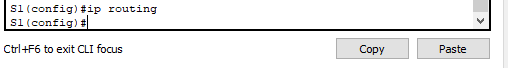 S1(config)#ip routing
S1(config)#
Ctrl+F6 to exit CLI focus
Copy
Paste